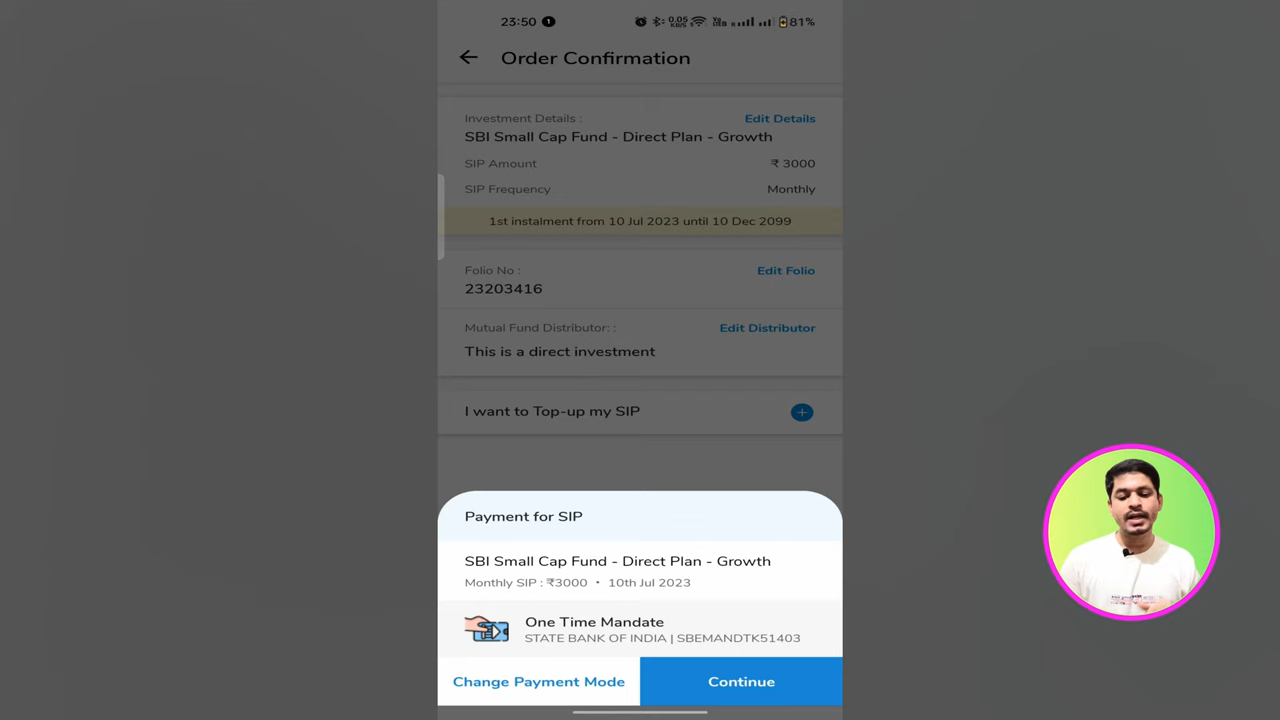 23:50 1 0.05 KB/S 81%
Order Confirmation
Investment Details : Edit Details
SBI Small Cap Fund - Direct Plan - Growth
SIP Amount ₹ 3000
SIP Frequency Monthly
1st instalment from 10 Jul 2023 until 10 Dec 2099
Folio No : Edit Folio
23203416
Mutual Fund Distributor: : Edit Distributor
This is a direct investment
I want to Top-up my SIP
Payment for SIP
SBI Small Cap Fund - Direct Plan - Growth
Monthly SIP : ₹3000 • 10th Jul 2023
One Time Mandate
STATE BANK OF INDIA | SBEMANDTK51403
Change Payment Mode Continue